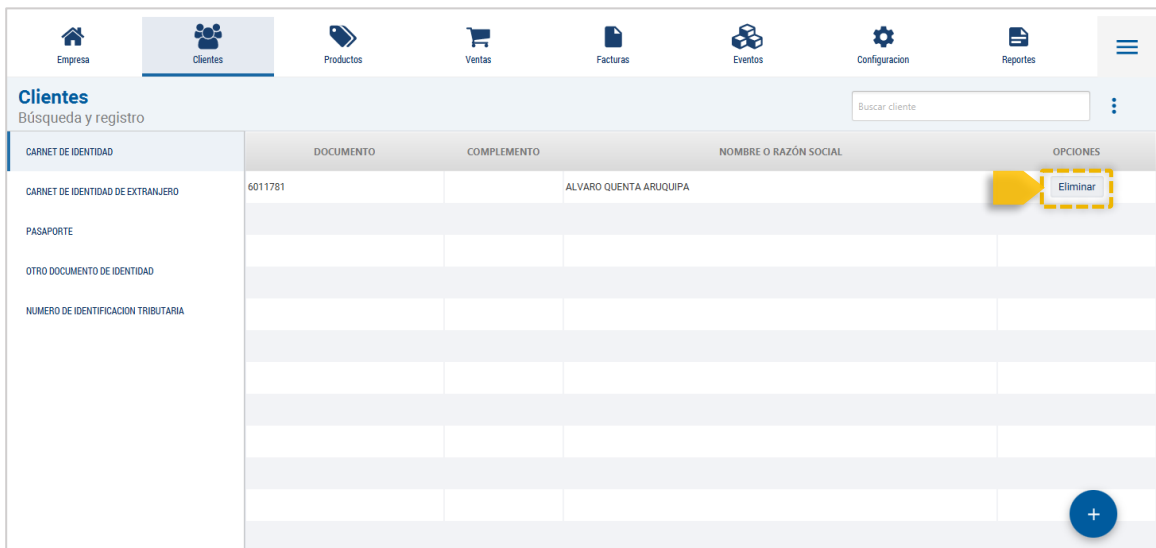 Empresa Clientes Productos Ventas Facturas Eventos Configuracion Reportes
Clientes
Búsqueda y registro
Buscar cliente
CARNET DE IDENTIDAD DOCUMENTO COMPLEMENTO NOMBRE O RAZÓN SOCIAL OPCIONES
CARNET DE IDENTIDAD DE EXTRANJERO 6011781 ALVARO QUENTA ARUQUIPA Eliminar
PASAPORTE
OTRO DOCUMENTO DE IDENTIDAD
NUMERO DE IDENTIFICACION TRIBUTARIA
+